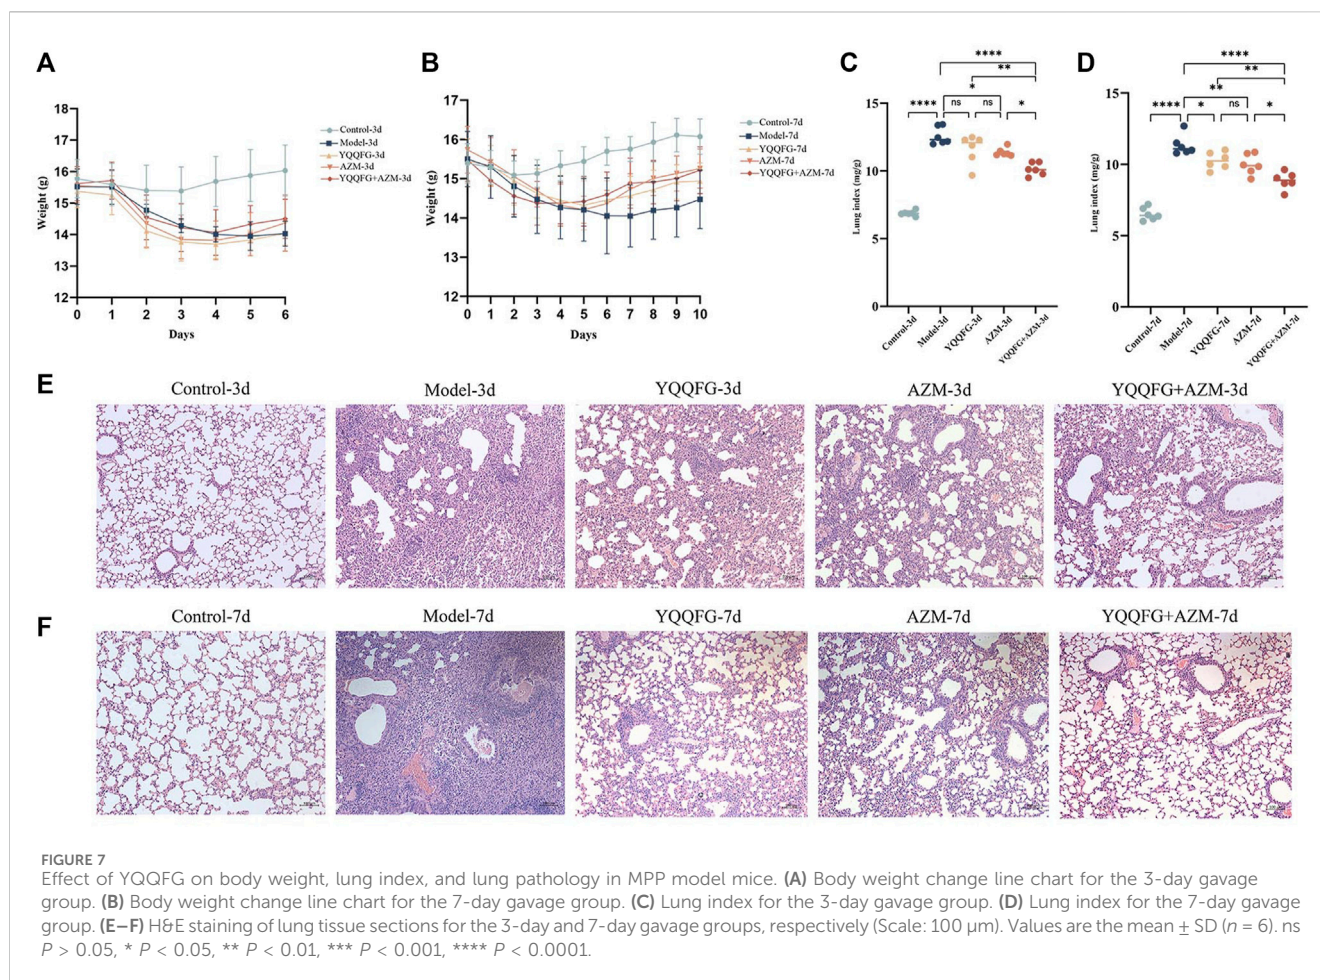 A
B
C
D
18
17
16
15
14
13
12
Weight (g)
0 1 2 3 4 5 6
Days
Control-3d
Model-3d
YQQFG-3d
AZM-3d
YQQFG+AZM-3d
17
16
15
14
13
12
Weight (g)
0 1 2 3 4 5 6 7 8 9 10
Days
Control-7d
Model-7d
YQQFG-7d
AZM-7d
YQQFG+AZM-7d
****
**
*
**** ns ns *
15
10
5
0
Lung index (mg/g)
Control-3d
Model-3d
YQQFG-3d
AZM-3d
YQQFG+AZM-3d
****
**
**
**** * ns *
15
10
5
0
Lung index (mg/g)
Control-7d
Model-7d
YQQFG-7d
AZM-7d
YQQFG+AZM-7d
E
Control-3d Model-3d YQQFG-3d AZM-3d YQQFG+AZM-3d
F
Control-7d Model-7d YQQFG-7d AZM-7d YQQFG+AZM-7d
FIGURE 7
Effect of YQQFG on body weight, lung index, and lung pathology in MPP model mice. (A) Body weight change line chart for the 3-day gavage
group. (B) Body weight change line chart for the 7-day gavage group. (C) Lung index for the 3-day gavage group. (D) Lung index for the 7-day gavage
group. (E–F) H&E staining of lung tissue sections for the 3-day and 7-day gavage groups, respectively (Scale: 100 μm). Values are the mean ± SD (n = 6). ns
P > 0.05, * P < 0.05, ** P < 0.01, *** P < 0.001, **** P < 0.0001.